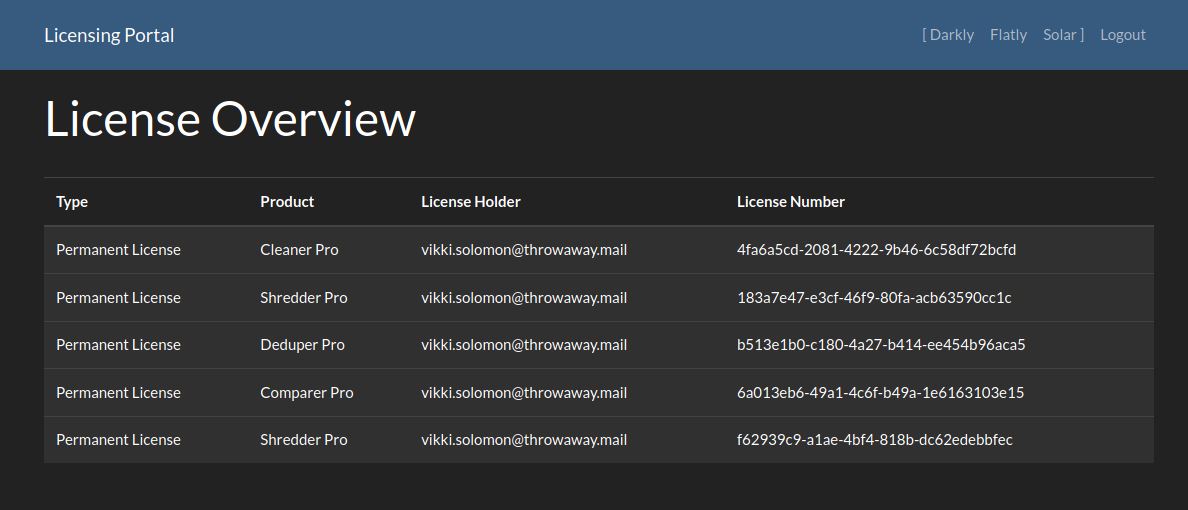 Licensing Portal [ Darkly Flatly Solar ] Logout
License Overview
Type Product License Holder License Number
Permanent License Cleaner Pro vikki.solomon@throwaway.mail 4fa6a5cd-2081-4222-9b46-6c58df72bcfd
Permanent License Shredder Pro vikki.solomon@throwaway.mail 183a7e47-e3cf-46f9-80fa-acb63590cc1c
Permanent License Deduper Pro vikki.solomon@throwaway.mail b513e1b0-c180-4a27-b414-ee454b96aca5
Permanent License Comparer Pro vikki.solomon@throwaway.mail 6a013eb6-49a1-4c6f-b49a-1e6163103e15
Permanent License Shredder Pro vikki.solomon@throwaway.mail f62939c9-a1ae-4bf4-818b-dc62edebbfec